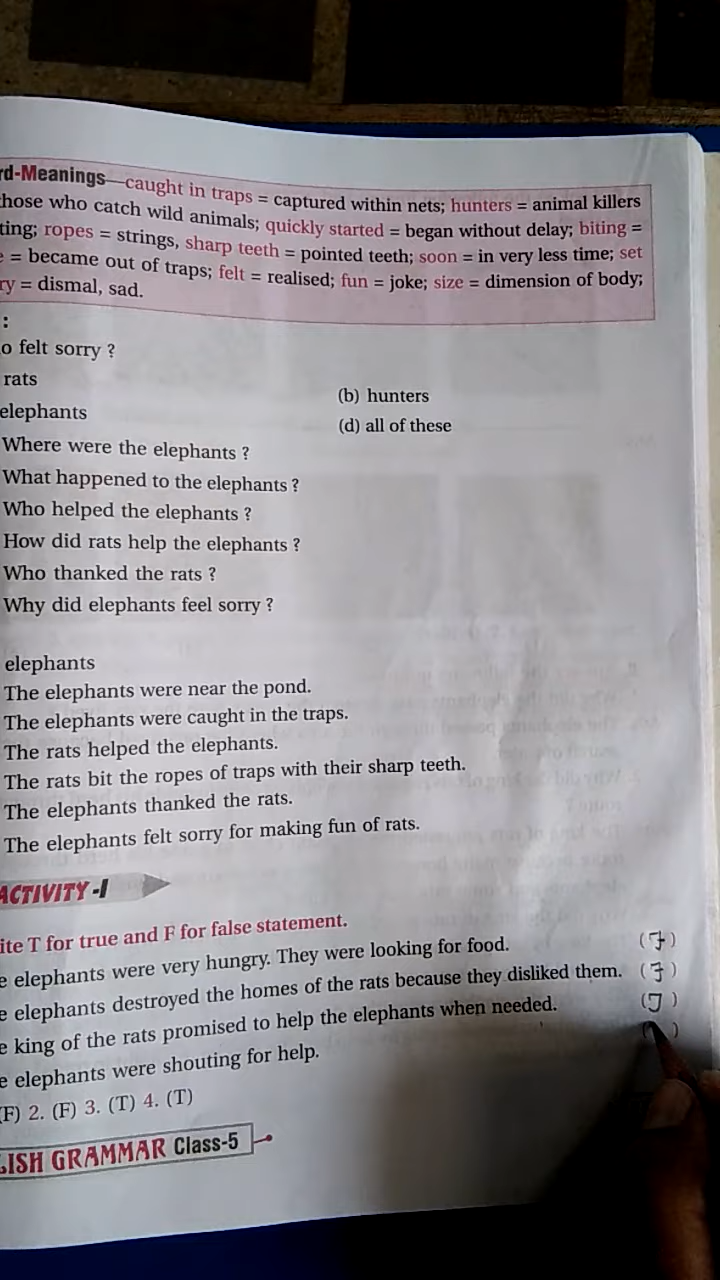 rd-Meanings—caught in traps = captured within nets; hunters = animal killers
those who catch wild animals; quickly started = began without delay; biting =
ting; ropes = strings, sharp teeth = pointed teeth; soon = in very less time; set
e = became out of traps; felt = realised; fun = joke; size = dimension of body;
ry = dismal, sad.
:
o felt sorry ?
rats
(b) hunters
elephants
(d) all of these
Where were the elephants ?
What happened to the elephants ?
Who helped the elephants ?
How did rats help the elephants ?
Who thanked the rats ?
Why did elephants feel sorry ?
elephants
The elephants were near the pond.
The elephants were caught in the traps.
The rats helped the elephants.
The rats bit the ropes of traps with their sharp teeth.
The elephants thanked the rats.
The elephants felt sorry for making fun of rats.
ACTIVITY-I
ite T for true and F for false statement.
e elephants were very hungry. They were looking for food. (F)
e elephants destroyed the homes of the rats because they disliked them. (F)
e king of the rats promised to help the elephants when needed. (T)
e elephants were shouting for help. ( )
(F) 2. (F) 3. (T) 4. (T)
LISH GRAMMAR Class-5